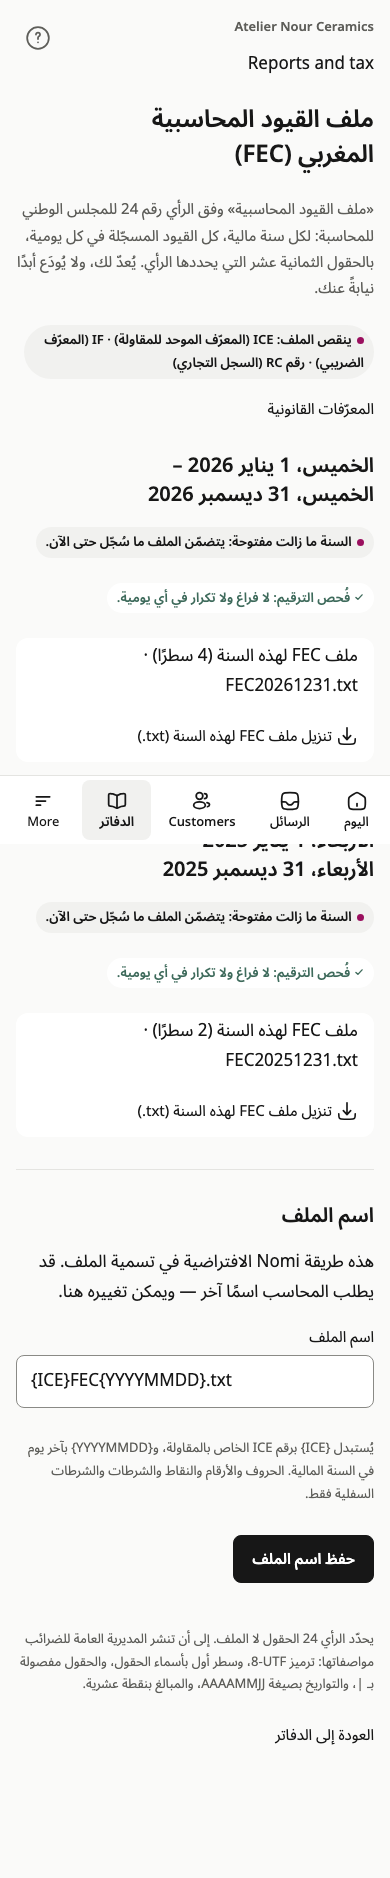 Atelier Nour Ceramics
Reports and tax
ملف القيود المحاسبية
المغربي (FEC)
«ملف القيود المحاسبية» وفق الرأي رقم 24 للمجلس الوطني
للمحاسبة: لكل سنة مالية، كل القيود المسجّلة في كل يومية،
بالحقول الثمانية عشر التي يحددها الرأي. يُعدّ لك، ولا يُودَع أبدًا
نيابةً عنك.
ينقص الملف: ICE (المعرّف الموحد للمقاولة) · IF (المعرّف
الضريبي) · رقم RC (السجل التجاري)
المعرّفات القانونية
الخميس، 1 يناير 2026 –
الخميس، 31 ديسمبر 2026
السنة ما زالت مفتوحة: يتضمّن الملف ما سُجّل حتى الآن.
فُحص الترقيم: لا فراغ ولا تكرار في أي يومية.
ملف FEC لهذه السنة (4 سطرًا) ·
FEC20261231.txt
تنزيل ملف FEC لهذه السنة (.txt)
اليوم
الرسائل
Customers
الدفاتر
More
الأربعاء، 1 يناير 2025
الأربعاء، 31 ديسمبر 2025
السنة ما زالت مفتوحة: يتضمّن الملف ما سُجّل حتى الآن.
فُحص الترقيم: لا فراغ ولا تكرار في أي يومية.
ملف FEC لهذه السنة (2 سطرًا) ·
FEC20251231.txt
تنزيل ملف FEC لهذه السنة (.txt)
اسم الملف
هذه طريقة Nomi الافتراضية في تسمية الملف. قد
يطلب المحاسب اسمًا آخر — ويمكن تغييره هنا.
اسم الملف
{ICE}FEC{YYYYMMDD}.txt
يُستبدل {ICE} برقم ICE الخاص بالمقاولة، و{YYYYMMDD} بآخر يوم
في السنة المالية. الحروف والأرقام والنقاط والشرطات والشرطات
السفلية فقط.
حفظ اسم الملف
يحدّد الرأي 24 الحقول لا الملف. إلى أن تنشر المديرية العامة للضرائب
مواصفاتها: ترميز UTF-8، وسطر أول بأسماء الحقول، والحقول مفصولة
بـ |، والتواريخ بصيغة AAAAMMJJ، والمبالغ بنقطة عشرية.
العودة إلى الدفاتر